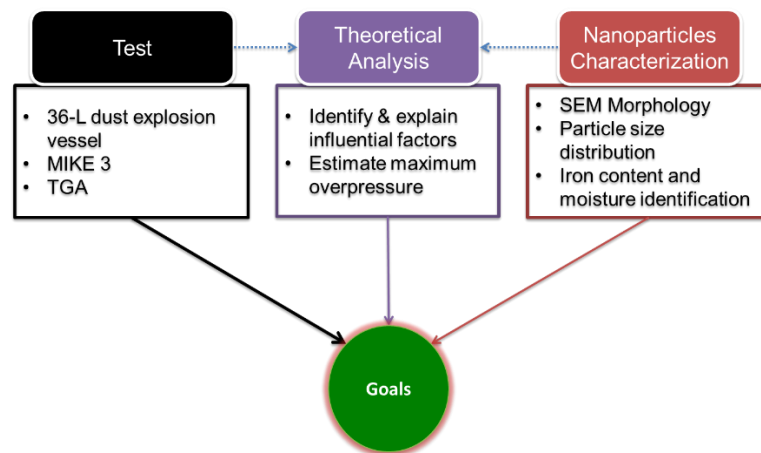 Test
Theoretical
Analysis
Nanoparticles
Characterization
• 36-L dust explosion
vessel
• MIKE 3
• TGA
• Identify & explain
influential factors
• Estimate maximum
overpressure
• SEM Morphology
• Particle size
distribution
• Iron content and
moisture identification
Goals